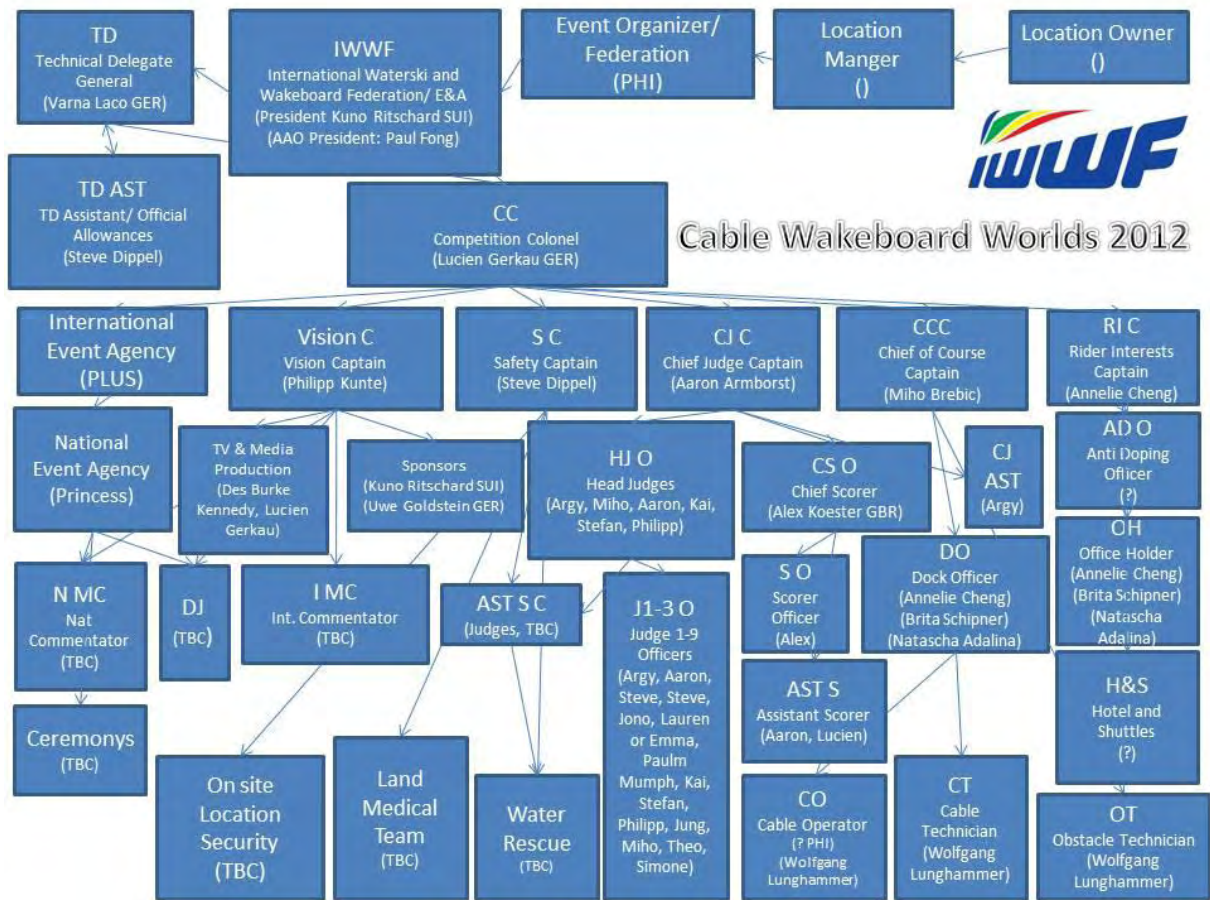 TD
Technical Delegate
General
(Varna Laco GER)
IWWF
International Waterski and
Wakeboard Federation/ E&A
(President Kuno Ritschard SUI)
(AAO President: Paul Fong)
Event Organizer/
Federation
(PHI)
Location
Manger
()
Location Owner
()
IWWF
TD AST
TD Assistant/ Official
Allowances
(Steve Dippel)
CC
Competition Colonel
(Lucien Gerkau GER)
Cable Wakeboard Worlds 2012
International
Event Agency
(PLUS)
Vision C
Vision Captain
(Philipp Kunte)
S C
Safety Captain
(Steve Dippel)
CJ C
Chief Judge Captain
(Aaron Armborst)
CCC
Chief of Course
Captain
(Miho Brebic)
RI C
Rider Interests
Captain
(Annelie Cheng)
National
Event Agency
(Princess)
TV & Media
Production
(Des Burke
Kennedy, Lucien
Gerkau)
Sponsors
(Kuno Ritschard SUI)
(Uwe Goldstein GER)
HJ O
Head Judges
(Argy, Miho, Aaron, Kai,
Stefan, Philipp)
CS O
Chief Scorer
(Alex Koester GBR)
CJ
AST
(Argy)
AD O
Anti Doping
Officer
(?)
N MC
Nat
Commentator
(TBC)
DJ
(TBC)
I MC
Int. Commentator
(TBC)
AST S C
(Judges, TBC)
J1-3 O
Judge 1-9
Officers
(Argy, Aaron,
Steve, Steve,
Jono, Lauren
or Emma,
Paulm
Mumph, Kai,
Stefan,
Philipp, Jung,
Miho, Theo,
Simone)
S O
Scorer
Officer
(Alex)
DO
Dock Officer
(Annelie Cheng)
(Brita Schipner)
(Natascha Adalina)
OH
Office Holder
(Annelie Cheng)
(Brita Schipner)
(Natascha
Adalina)
Ceremonys
(TBC)
On site
Location
Security
(TBC)
Land
Medical
Team
(TBC)
Water
Rescue
(TBC)
AST S
Assistant Scorer
(Aaron, Lucien)
H&S
Hotel and
Shuttles
(?)
CO
Cable Operator
(? PHI)
(Wolfgang
Lunghammer)
CT
Cable
Technician
(Wolfgang
Lunghammer)
OT
Obstacle Technician
(Wolfgang
Lunghammer)